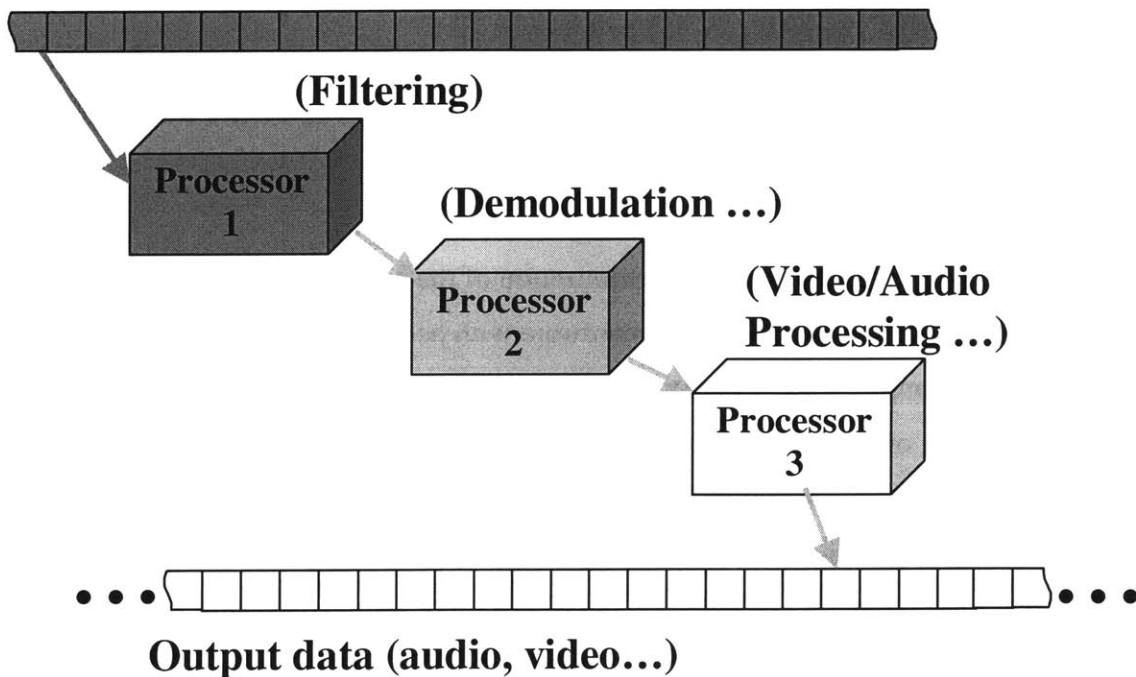 (Filtering)
Processor
1
(Demodulation …)
Processor
2
(Video/Audio
Processing …)
Processor
3
Output data (audio, video…)